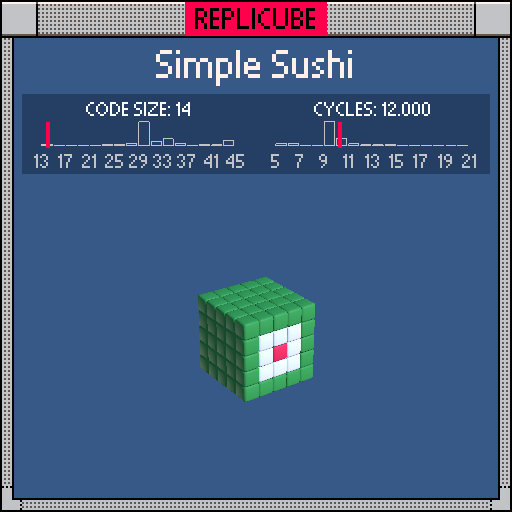 REPLICUBE
Simple Sushi
CODE SIZE: 14 CYCLES: 12.000
13 17 21 25 29 33 37 41 45 5 7 9 11 13 15 17 19 21